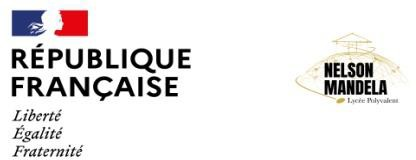 RÉPUBLIQUE
FRANÇAISE
Liberté
Égalité
Fraternité
NELSON
MANDELA
Lycée Polyvalent